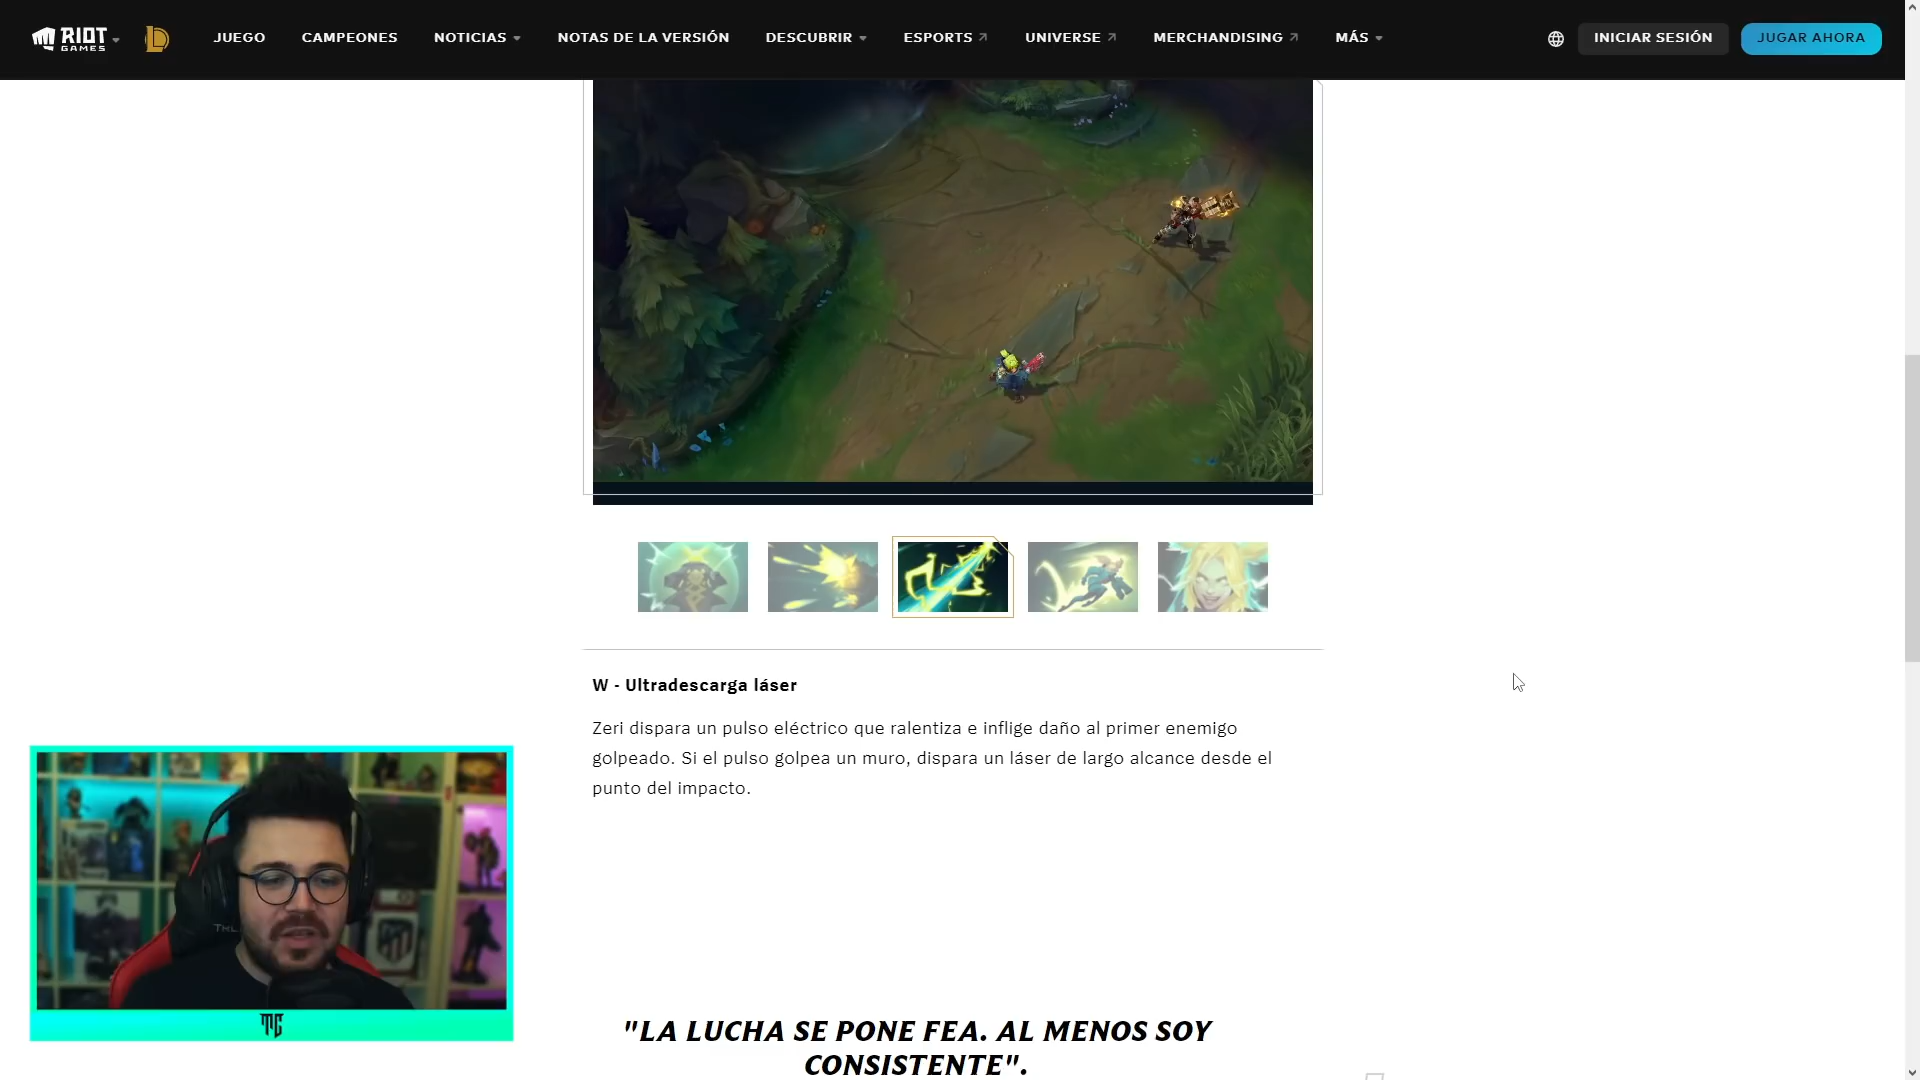 RIOT GAMES
JUEGO
CAMPEONES
NOTICIAS
NOTAS DE LA VERSIÓN
DESCUBRIR
ESPORTS
UNIVERSE
MERCHANDISING
MÁS
INICIAR SESIÓN
JUGAR AHORA
W - Ultradescarga láser
Zeri dispara un pulso eléctrico que ralentiza e inflige daño al primer enemigo
golpeado. Si el pulso golpea un muro, dispara un láser de largo alcance desde el
punto del impacto.
"LA LUCHA SE PONE FEA. AL MENOS SOY
CONSISTENTE".